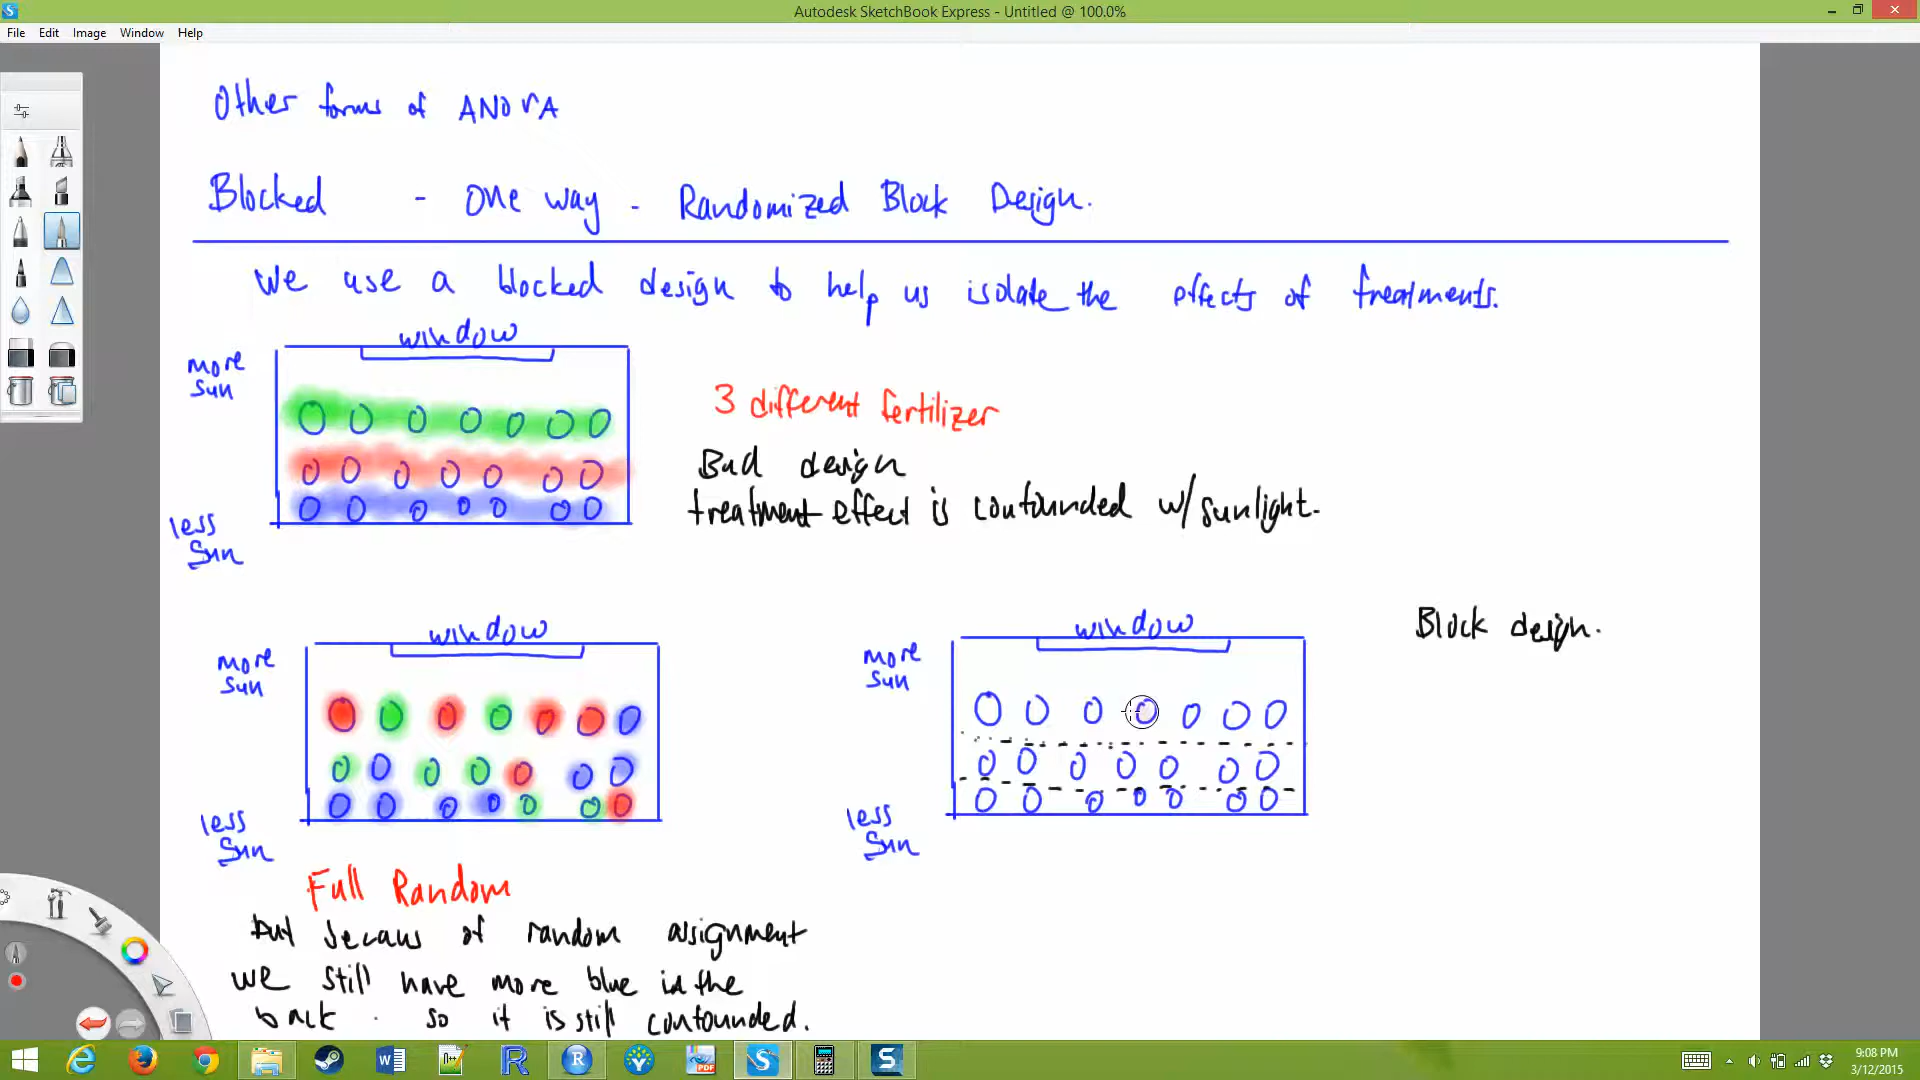 Autodesk SketchBook Express - Untitled @ 100.0%
File Edit Image Window Help
Other forms of ANOVA
Blocked - One way - Randomized Block Design.
We use a blocked design to help us isolate the effects of treatments.
window
more
sun
3 different fertilizer
Bad design
treatment effect is confounded w/ sunlight.
less
sun
window
more
sun
less
sun
Full Random
but becaus of random assignment
we still have more blue in the
back. so it is still confounded.
window
more
sun
less
sun
Block design.
9:08 PM
3/12/2015